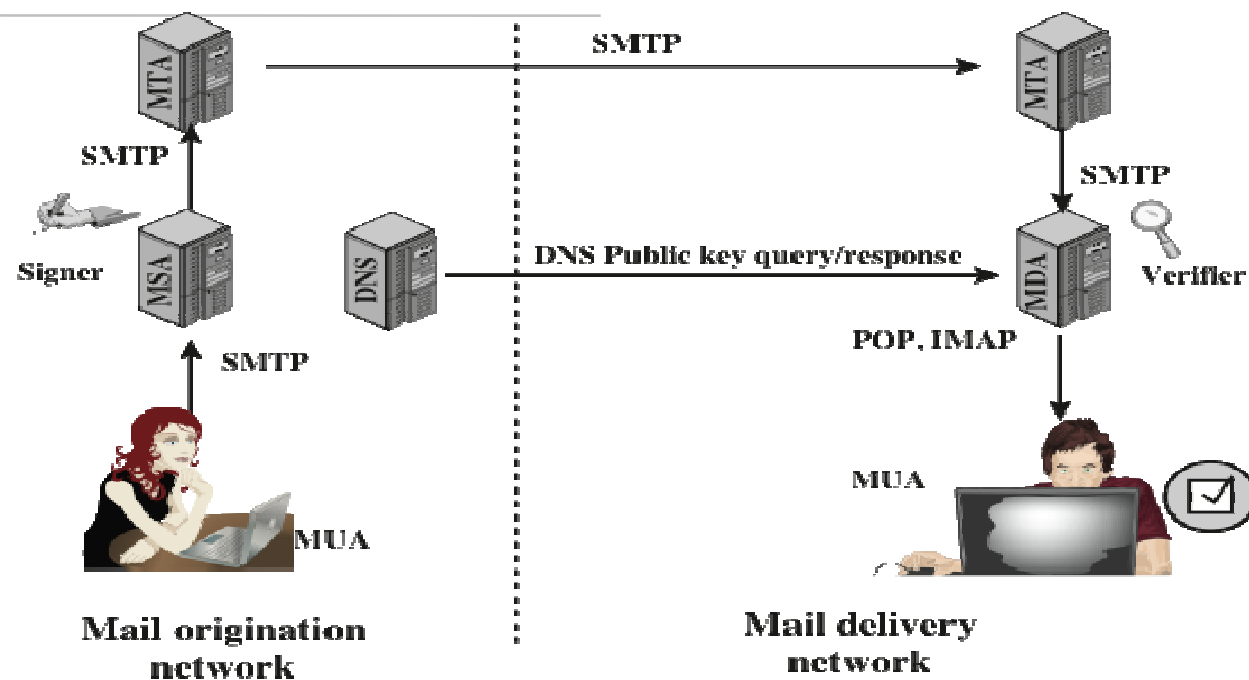 SMTP
MTA
MTA
SMTP
SMTP
Signer
MSA
DNS
DNS Public key query/response
MDA
Verifier
SMTP
POP, IMAP
MUA
MUA
Mail origination
network
Mail delivery
network